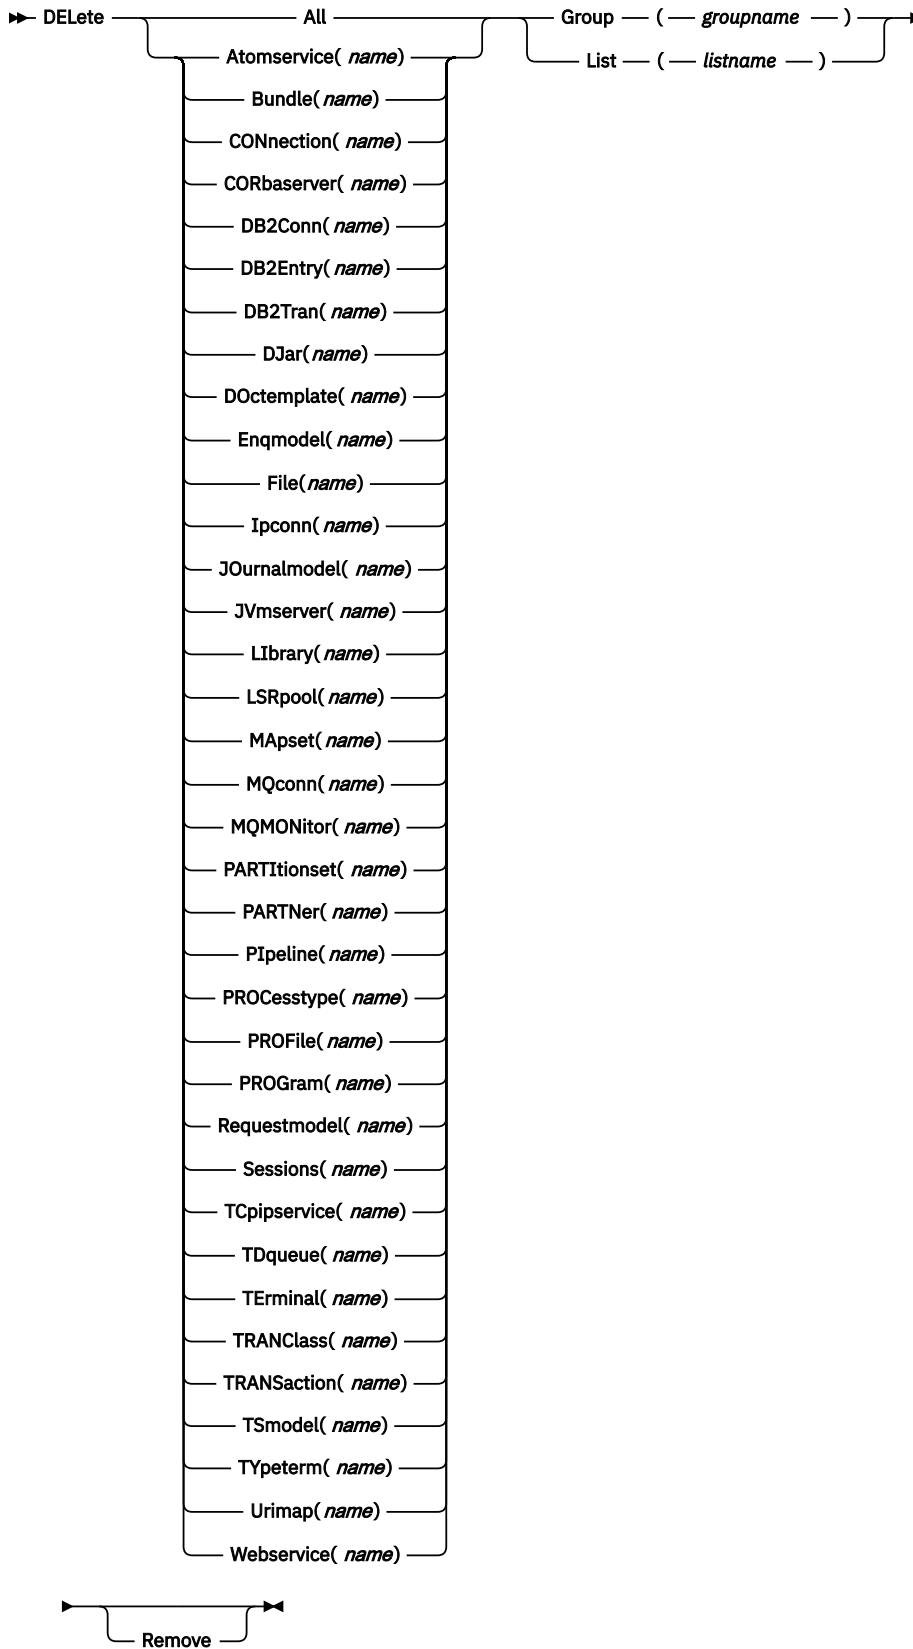 DELete All Group ( groupname )
Atomservice( name) List ( listname )
Bundle(name)
CONnection( name)
CORbaserver( name)
DB2Conn( name)
DB2Entry( name)
DB2Tran( name)
DJar(name)
DOctemplate( name)
Enqmodel( name)
File(name)
Ipconn( name)
JOurnalmodel( name)
JVmserver( name)
LIbrary(name)
LSRpool( name)
MApset( name)
MQconn( name)
MQMONitor( name)
PARTItionset( name)
PARTNer( name)
PIpeline( name)
PROCesstype( name)
PROFile( name)
PROGram( name)
Requestmodel( name)
Sessions( name)
TCpipservice( name)
TDqueue( name)
TErminal( name)
TRANClass( name)
TRANSaction( name)
TSmodel( name)
TYpeterm( name)
Urimap(name)
Webservice( name)
Remove